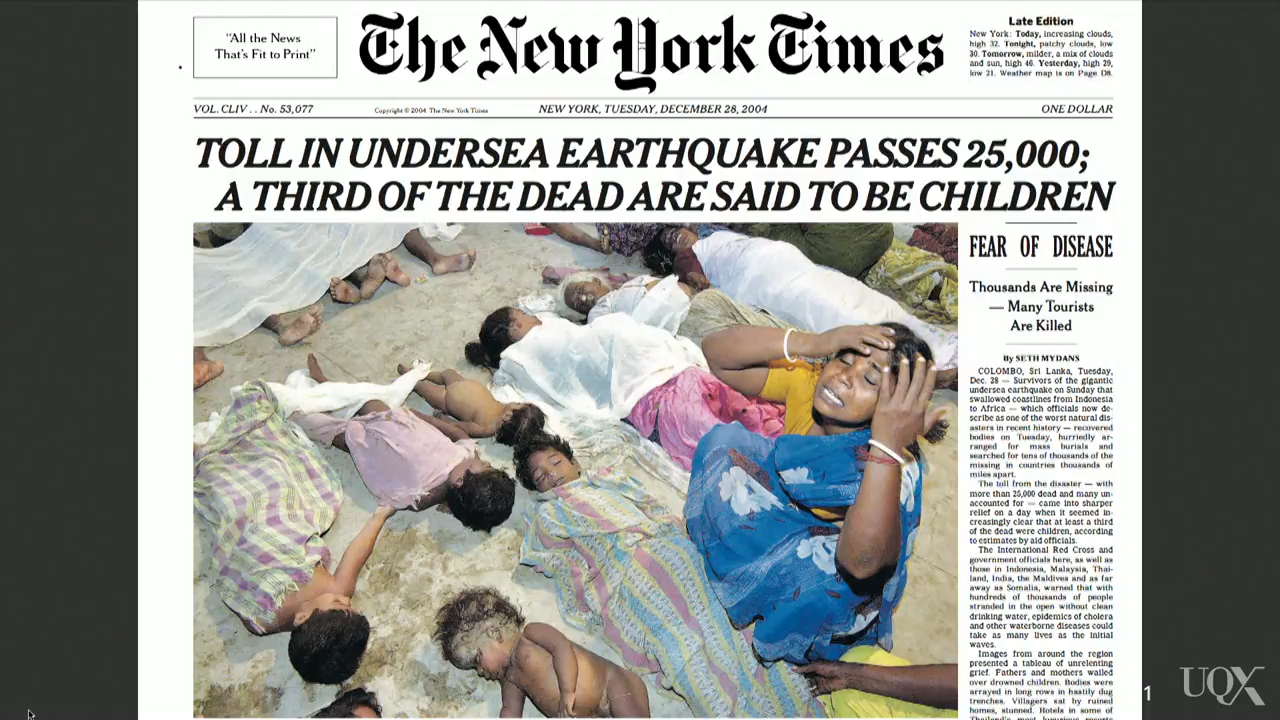 "All the News
That's Fit to Print"
The New York Times
Late Edition
New York: Today, increasing clouds,
high 32. Tonight, patchy clouds, low
30. Tomorrow, milder, a mix of clouds
and sun, high 46. Yesterday, high 29,
low 21. Weather map is on Page D8.
VOL. CLIV . . No. 53,077
Copyright © 2004 The New York Times
NEW YORK, TUESDAY, DECEMBER 28, 2004
ONE DOLLAR
TOLL IN UNDERSEA EARTHQUAKE PASSES 25,000;
A THIRD OF THE DEAD ARE SAID TO BE CHILDREN
FEAR OF DISEASE
Thousands Are Missing
— Many Tourists
Are Killed
By SETH MYDANS
COLOMBO, Sri Lanka, Tuesday,
Dec. 28 — Survivors of the gigantic
undersea earthquake on Sunday that
swallowed coastlines from Indonesia
to Africa — which officials now de-
scribe as one of the worst natural dis-
asters in recent history — recovered
bodies on Tuesday, hurriedly ar-
ranged for mass burials and
searched for tens of thousands of the
missing in countries thousands of
miles apart.
The toll from the disaster — with
more than 25,000 dead and many un-
accounted for — came into sharper
relief on a day when it seemed in-
creasingly clear that at least a third
of the dead were children, according
to estimates by aid officials.
The International Red Cross and
government officials here, as well as
those in Indonesia, Malaysia, Thai-
land, India, the Maldives and as far
away as Somalia, warned that with
hundreds of thousands of people
stranded in the open without clean
drinking water, epidemics of cholera
and other waterborne diseases could
take as many lives as the initial
waves.
Images from around the region
presented a tableau of unrelenting
grief. Fathers and mothers wailed
over drowned children. Bodies were
arrayed in long rows in hastily dug
trenches. Villagers sat by ruined
homes, stunned. Hotels in some of
Thailand's most luxurious resorts
1
UQX